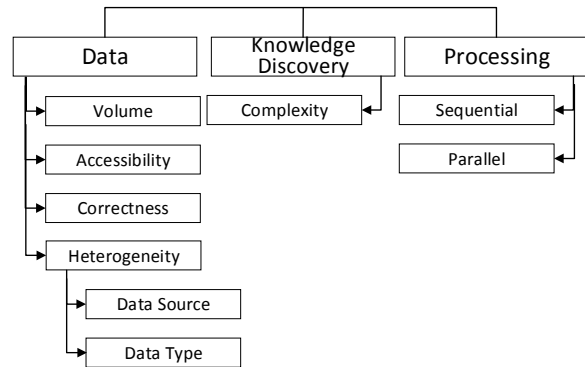 Data
Knowledge
Discovery
Processing
Volume
Accessibility
Correctness
Heterogeneity
Data Source
Data Type
Complexity
Sequential
Parallel